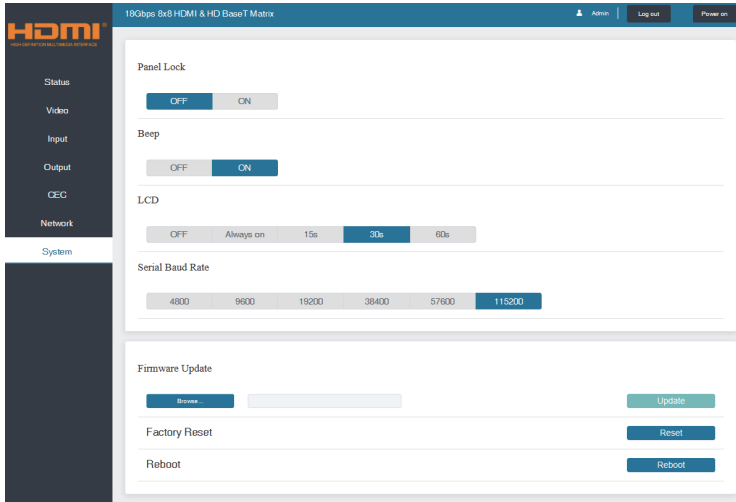 HDMI®
HIGH DEFINITION MULTIMEDIA INTERFACE
18Gbps 8x8 HDMI & HD BaseT Matrix
Admin
Log out
Power on
Status
Video
Input
Output
CEC
Network
System
Panel Lock
OFF ON
Beep
OFF ON
LCD
OFF Always on 15s 30s 60s
Serial Baud Rate
4800 9600 19200 38400 57600 115200
Firmware Update
Browse... Update
Factory Reset Reset
Reboot Reboot